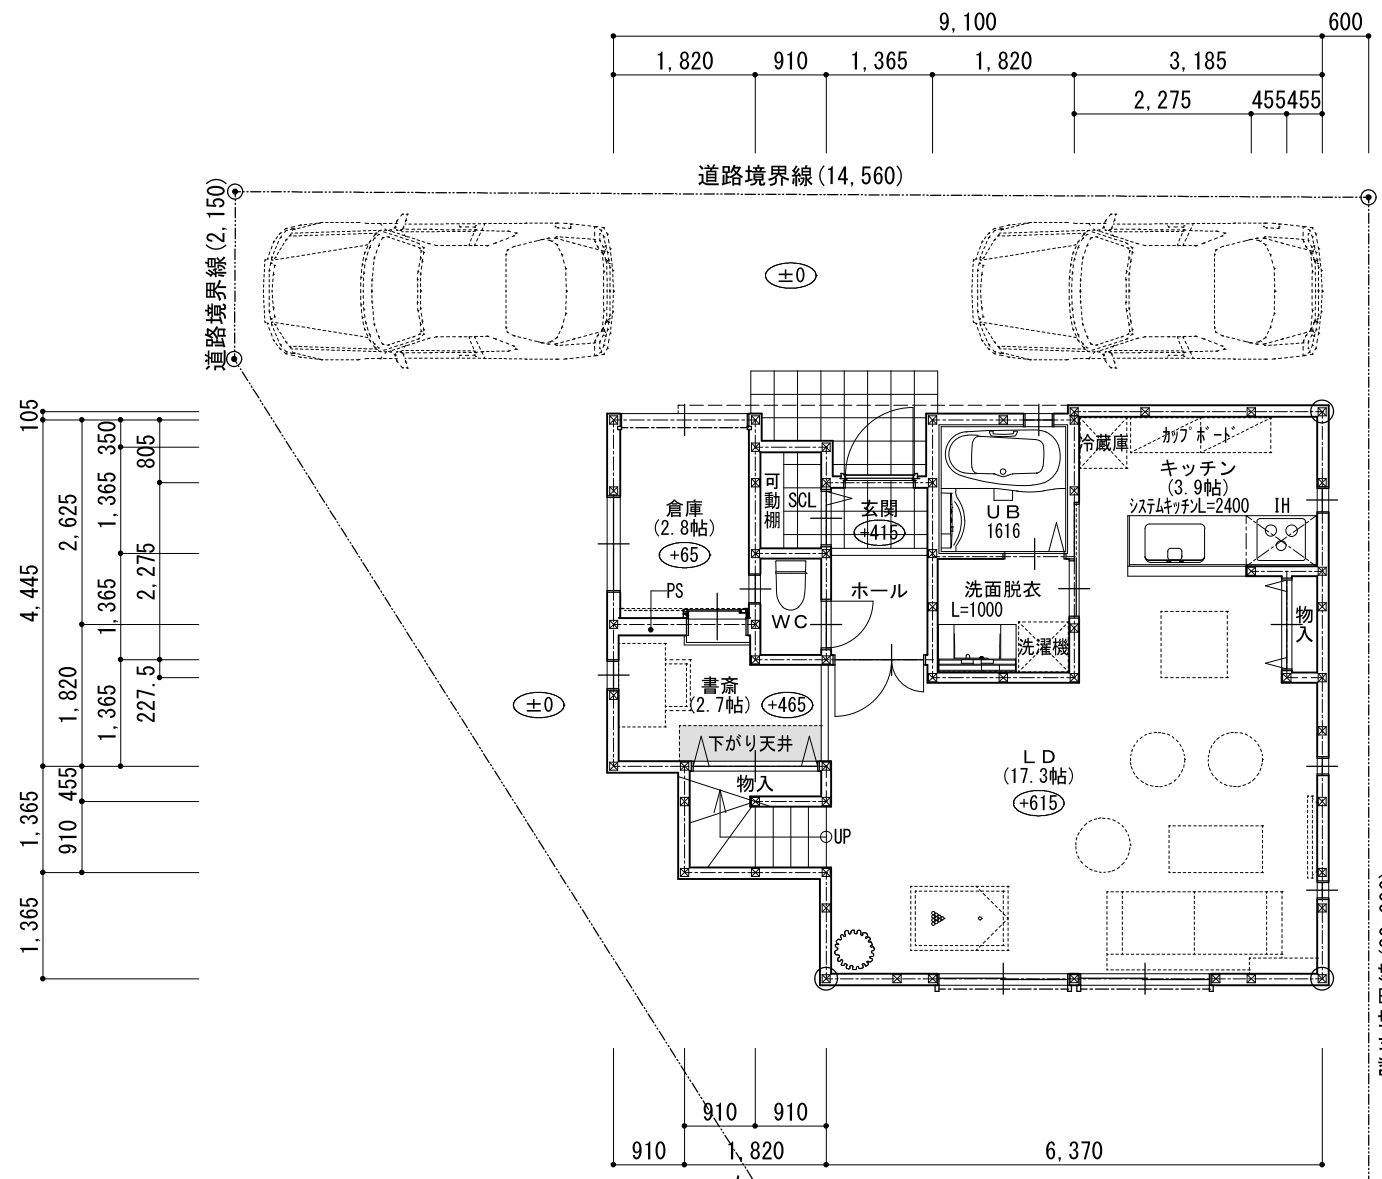 9,100
600
1,820
910
1,365
1,820
3,185
2,275
455
455
道路境界線(14,560)
道路境界線(2,150)
±0
105
350
805
1,365
2,625
2,275
4,445
1,365
1,820
1,365
227.5
455
1,365
910
1,365
冷蔵庫
カップボード
キッチン
(3.9帖)
システムキッチンL=2400
IH
可動棚
SCL
玄関
+415
UB
1616
倉庫
(2.8帖)
+65
PS
WC
ホール
洗面脱衣
L=1000
洗濯機
物入
±0
書斎
(2.7帖)
+465
下がり天井
物入
UP
LD
(17.3帖)
+615
910
910
910
1,820
6,370